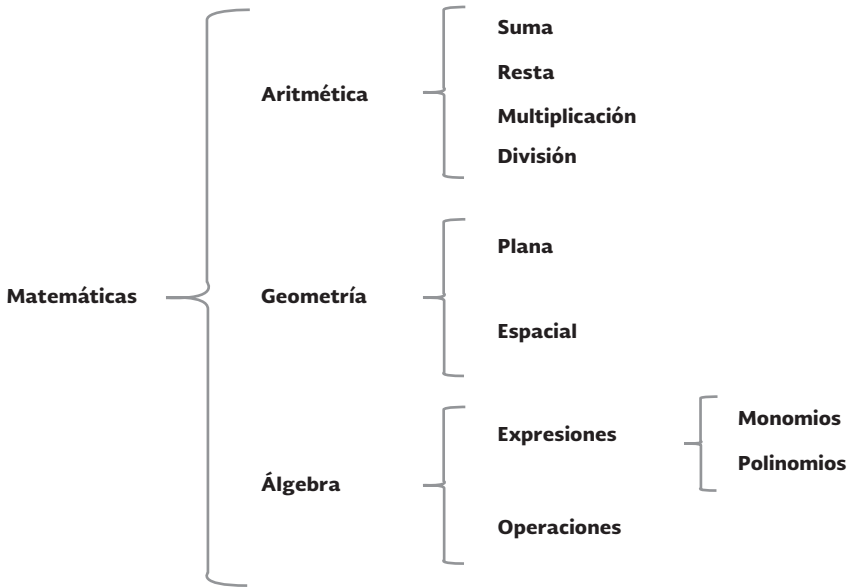 Matemáticas
Aritmética
Suma
Resta
Multiplicación
División
Geometría
Plana
Espacial
Álgebra
Expresiones
Monomios
Polinomios
Operaciones